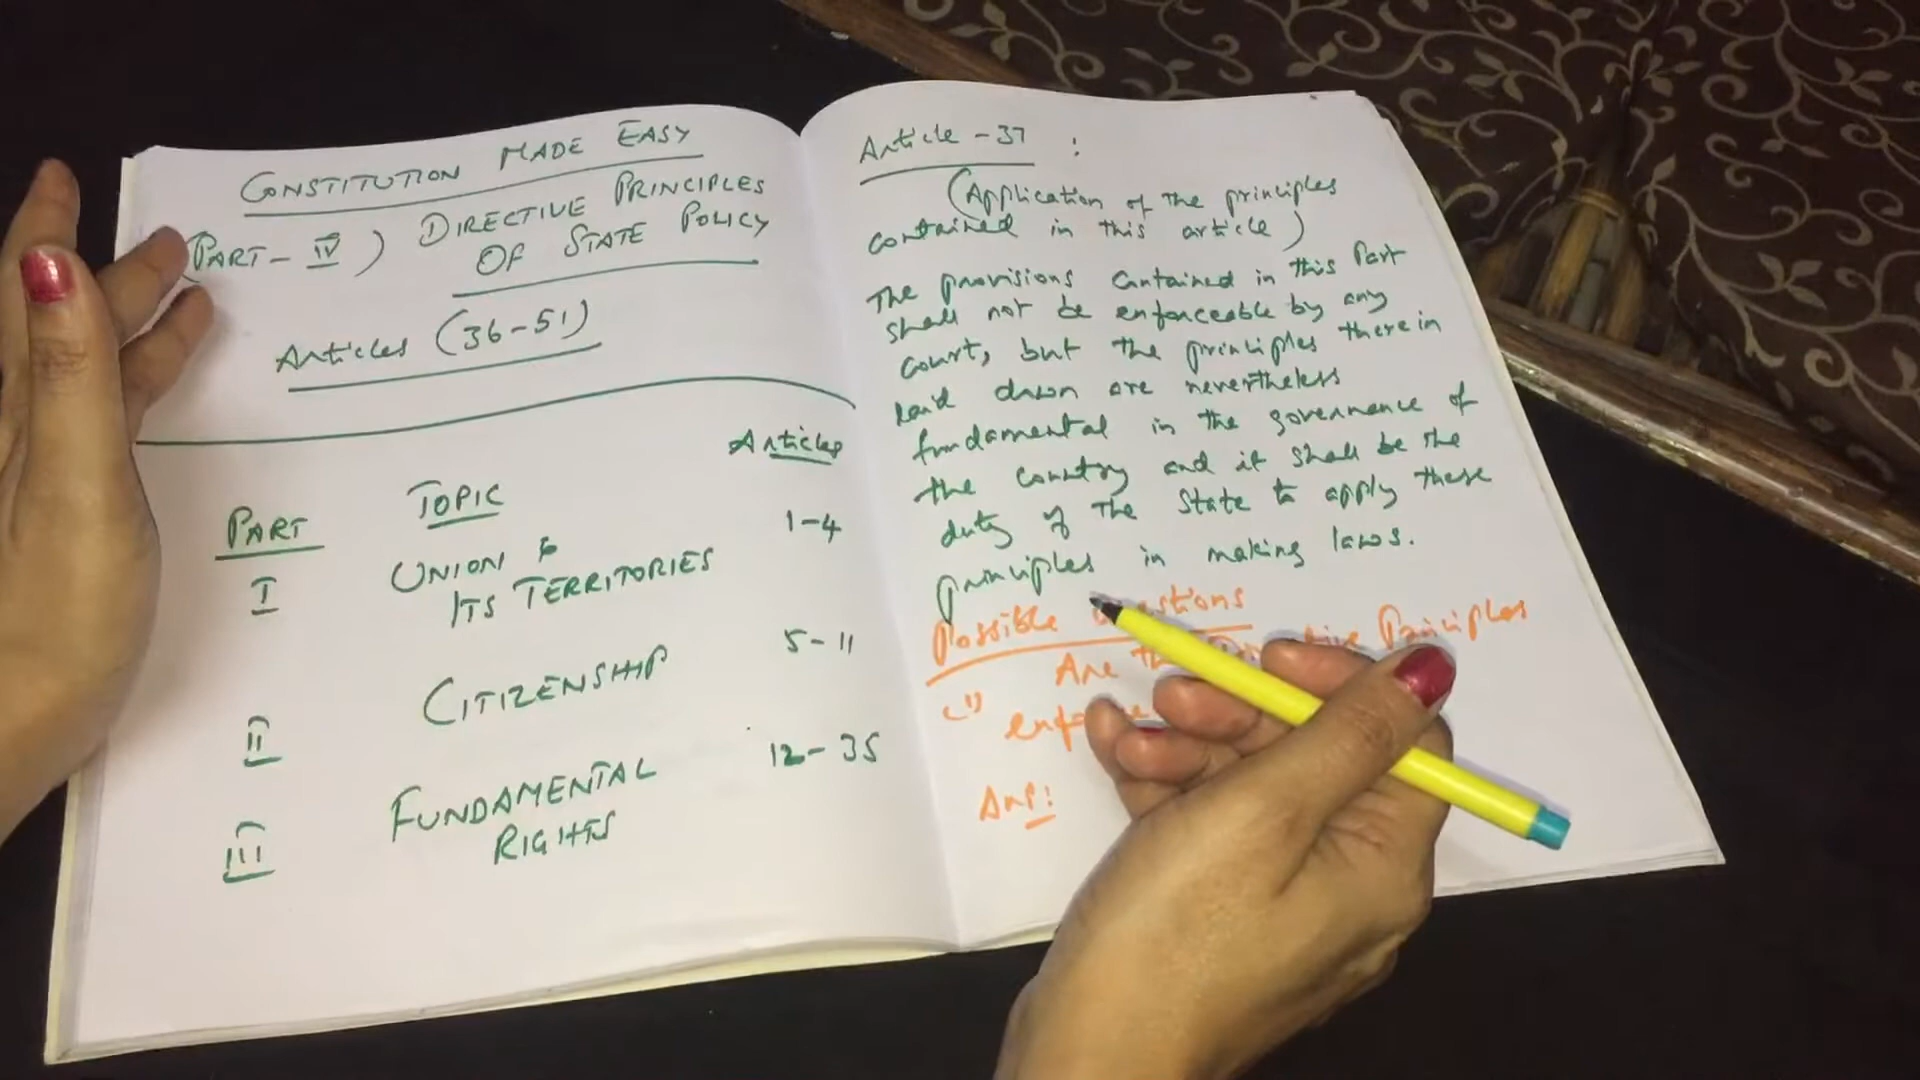 CONSTITUTION MADE EASY
(PART - IV) DIRECTIVE PRINCIPLES
OF STATE POLICY
Articles (36-51)
PART TOPIC Articles
I UNION & 1-4
ITS TERRITORIES
II CITIZENSHIP 5-11
III FUNDAMENTAL 12-35
RIGHTS
Article - 37 :
(Application of the principles
contained in this article)
The provisions contained in this Part
shall not be enforceable by any
court, but the principles therein
laid down are nevertheless
fundamental in the governance of
the country and it shall be the
duty of the State to apply these
principles in making laws.
Possible
(1) Are Principles
Ans: